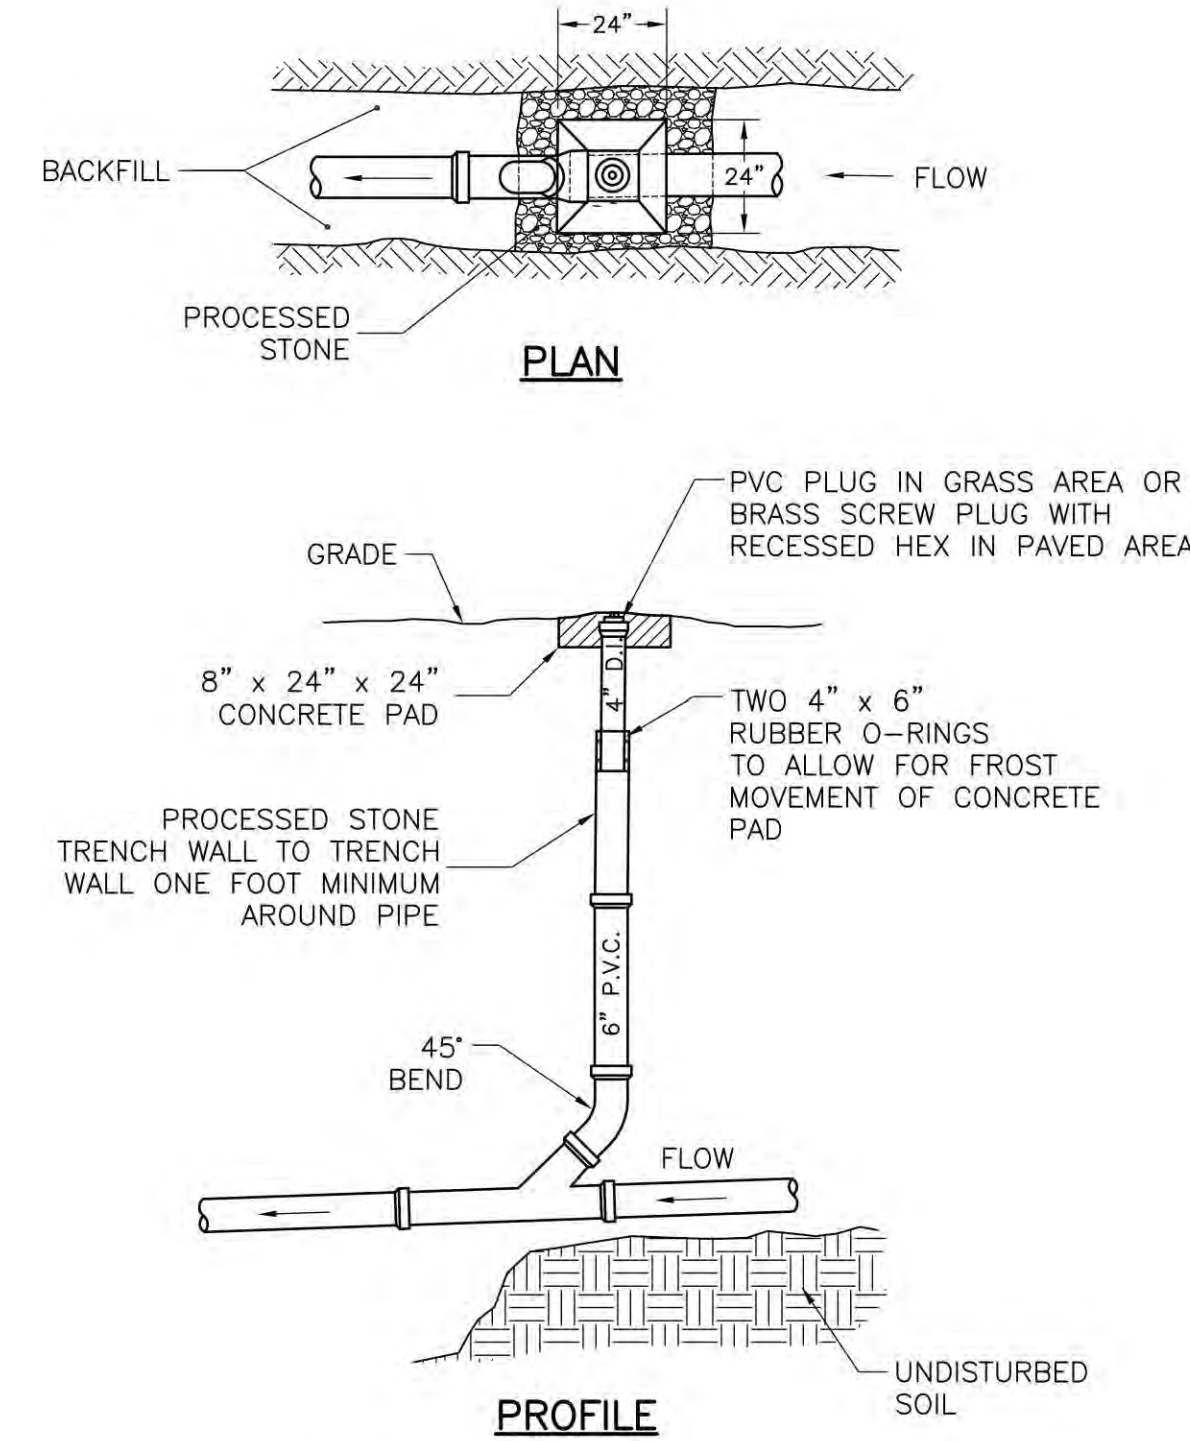 24”
BACKFILL
24”
FLOW
PROCESSED
STONE
PLAN
PVC PLUG IN GRASS AREA OR
BRASS SCREW PLUG WITH
RECESSED HEX IN PAVED AREA
GRADE
8” x 24” x 24”
CONCRETE PAD
4” D.I.
TWO 4” x 6”
RUBBER O-RINGS
TO ALLOW FOR FROST
MOVEMENT OF CONCRETE
PAD
PROCESSED STONE
TRENCH WALL TO TRENCH
WALL ONE FOOT MINIMUM
AROUND PIPE
6” P.V.C.
45°
BEND
FLOW
UNDISTURBED
SOIL
PROFILE